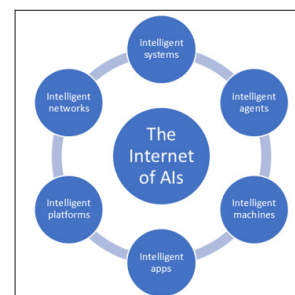 intelligent
systems
intelligent
agents
Intelligent
machines
Intelligent
apps
Intelligent
platforms
Intelligent
networks
The
Internet
of AIs